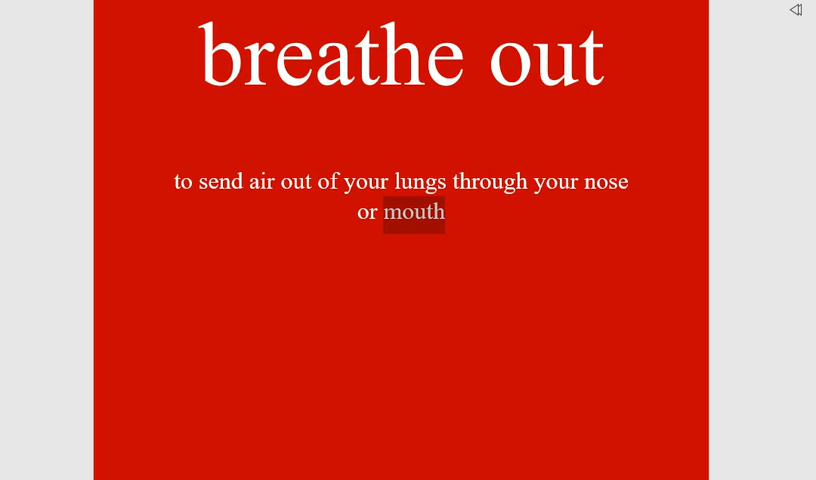 breathe out
to send air out of your lungs through your nose
or mouth